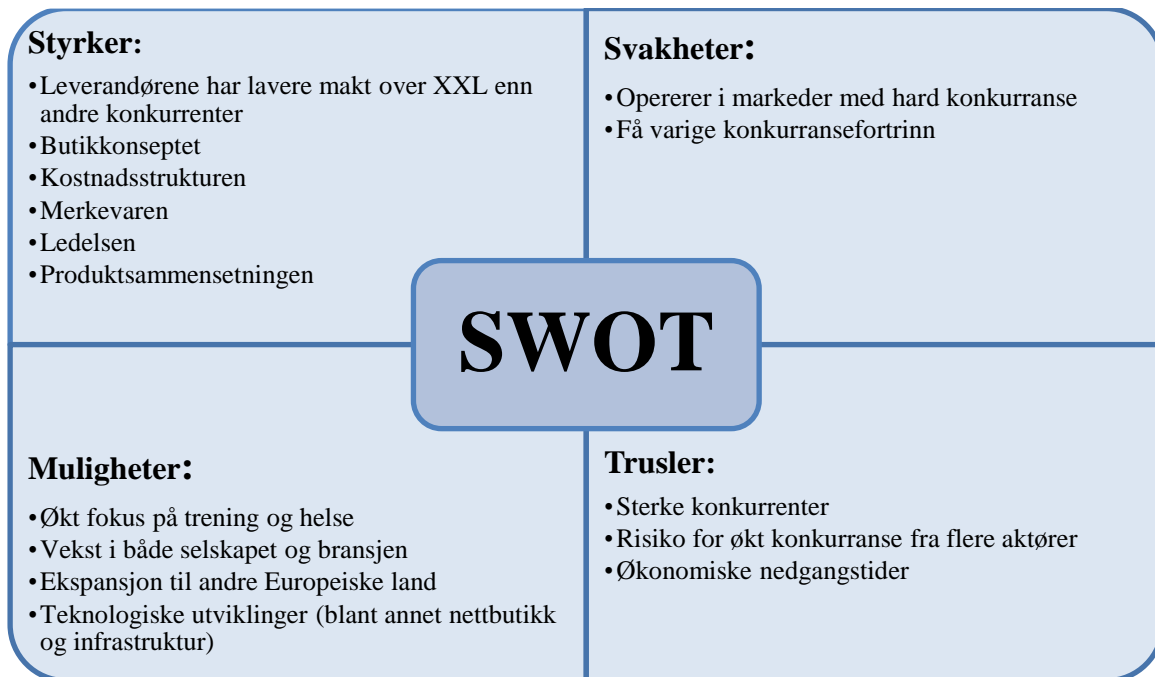 Styrker:
•Leverandørene har lavere makt over XXL enn
andre konkurrenter
•Butikkonseptet
•Kostnadsstrukturen
•Merkevaren
•Ledelsen
•Produktsammensetningen
Svakheter:
•Opererer i markeder med hard konkurranse
•Få varige konkurransefortrinn
SWOT
Muligheter:
•Økt fokus på trening og helse
•Vekst i både selskapet og bransjen
•Ekspansjon til andre Europeiske land
•Teknologiske utviklinger (blant annet nettbutikk
og infrastruktur)
Trusler:
•Sterke konkurrenter
•Risiko for økt konkurranse fra flere aktører
•Økonomiske nedgangstider